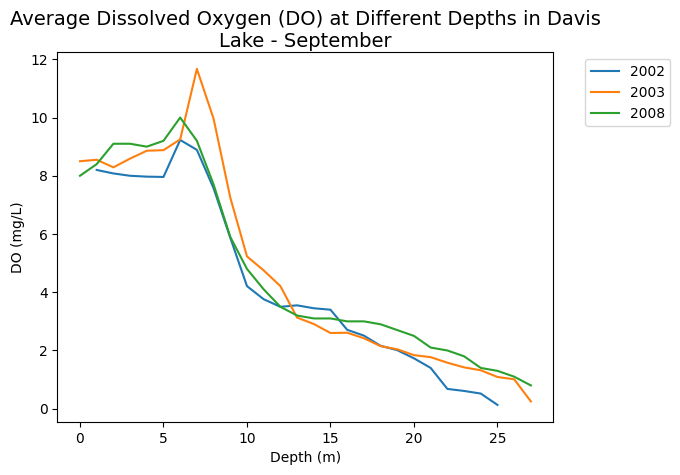 Average Dissolved Oxygen (DO) at Different Depths in Davis
Lake - September
12
10
8
6
4
2
0
DO (mg/L)
0 5 10 15 20 25
Depth (m)
2002
2003
2008